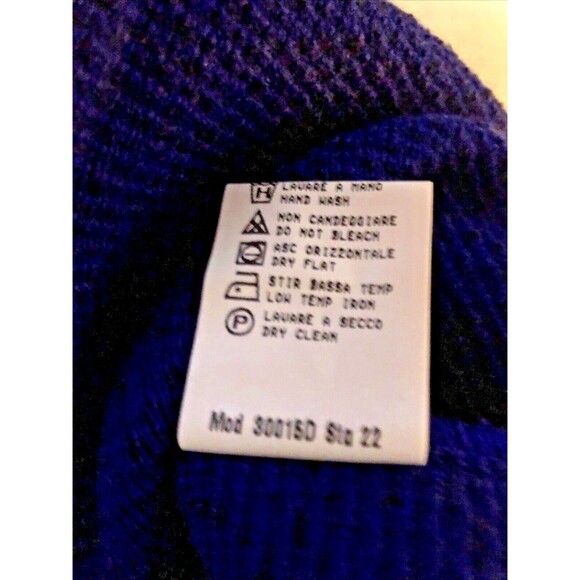 H LAVARE A MANO
HAND WASH
NON CANDEGGIARE
DO NOT BLEACH
ASC ORIZZONTALE
DRY FLAT
STIR BASSA TEMP
LOW TEMP IRON
P LAVARE A SECCO
DRY CLEAN
Mod 30015D Sta 22